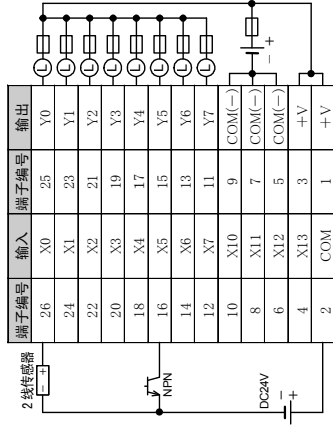 端子编号 输入 端子编号 输出
26 X0 25 Y0
24 X1 23 Y1
22 X2 21 Y2
20 X3 19 Y3
18 X4 17 Y4
16 X5 15 Y5
14 X6 13 Y6
12 X7 11 Y7
10 X10 9 COM(−)
8 X11 7 COM(−)
6 X12 5 COM(−)
4 X13 3 +V
2 COM 1 +V
2 线传感器
− +
NPN
DC24V
− +
L
L
L
L
L
L
L
L
− +